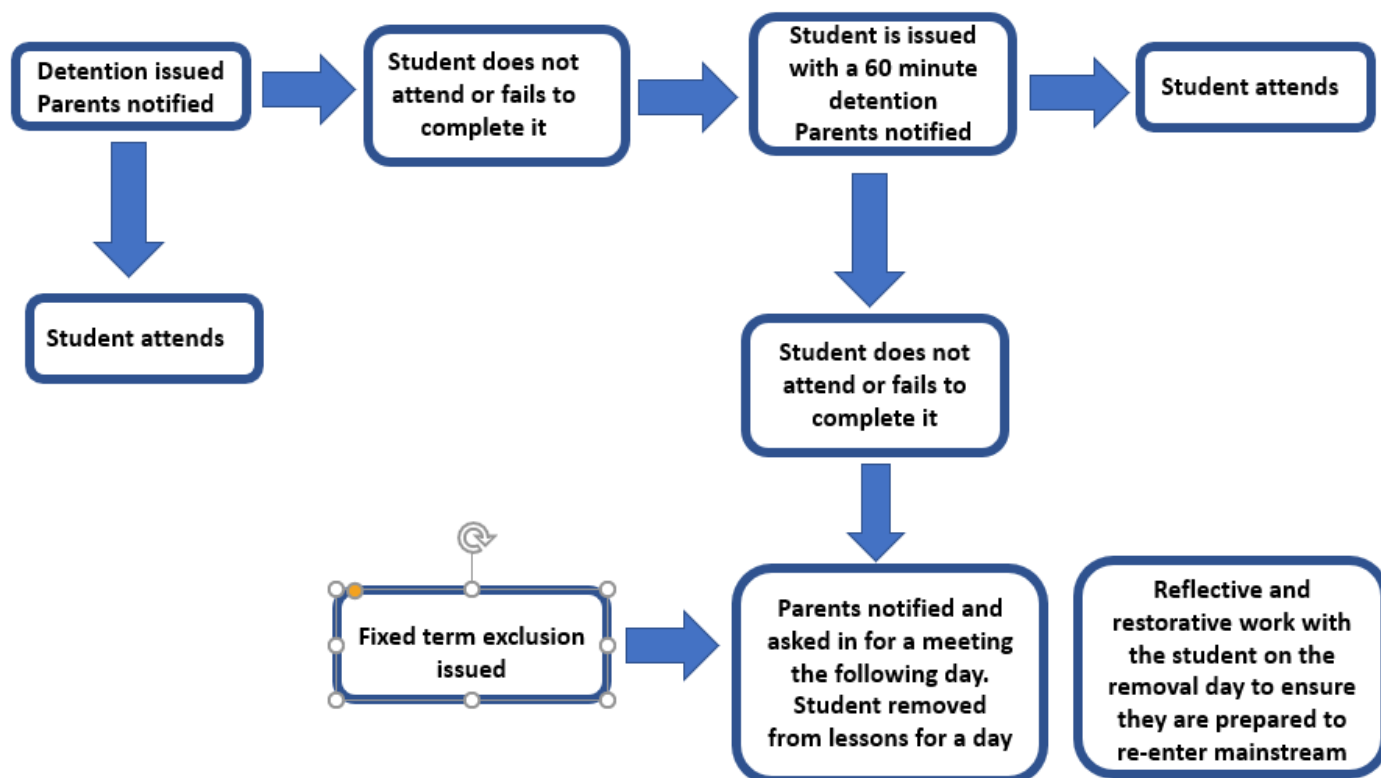 Detention issued
Parents notified
Student does not
attend or fails to
complete it
Student is issued
with a 60 minute
detention
Parents notified
Student attends
Student attends
Student does not
attend or fails to
complete it
Fixed term exclusion
issued
Parents notified and
asked in for a meeting
the following day.
Student removed
from lessons for a day
Reflective and
restorative work with
the student on the
removal day to ensure
they are prepared to
re-enter mainstream